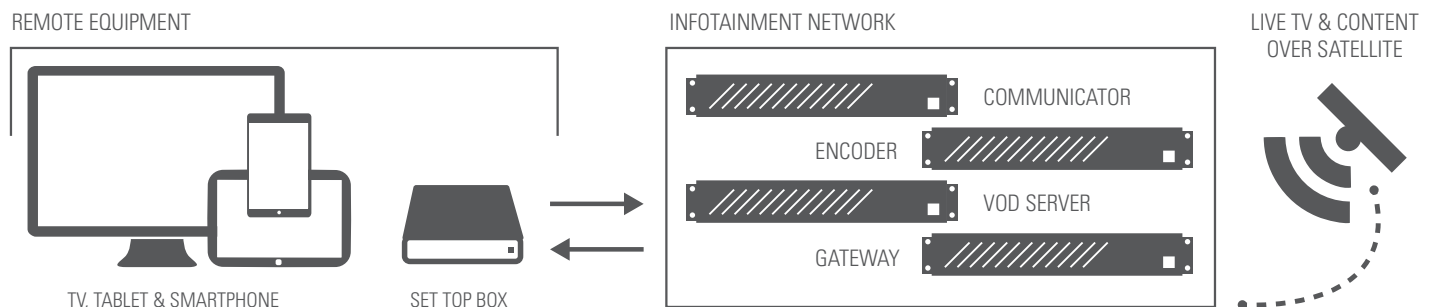 REMOTE EQUIPMENT
TV, TABLET & SMARTPHONE
SET TOP BOX
INFOTAINMENT NETWORK
COMMUNICATOR
ENCODER
VOD SERVER
GATEWAY
LIVE TV & CONTENT
OVER SATELLITE